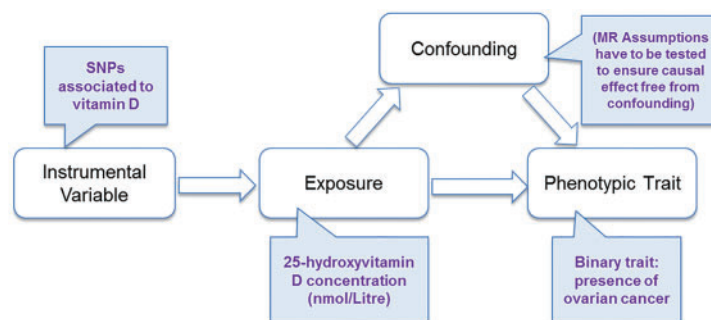 Confounding
(MR Assumptions
have to be tested
to ensure causal
effect free from
confounding)
SNPs
associated to
vitamin D
Instrumental
Variable
Exposure
Phenotypic Trait
25-hydroxyvitamin
D concentration
(nmol/Litre)
Binary trait:
presence of
ovarian cancer